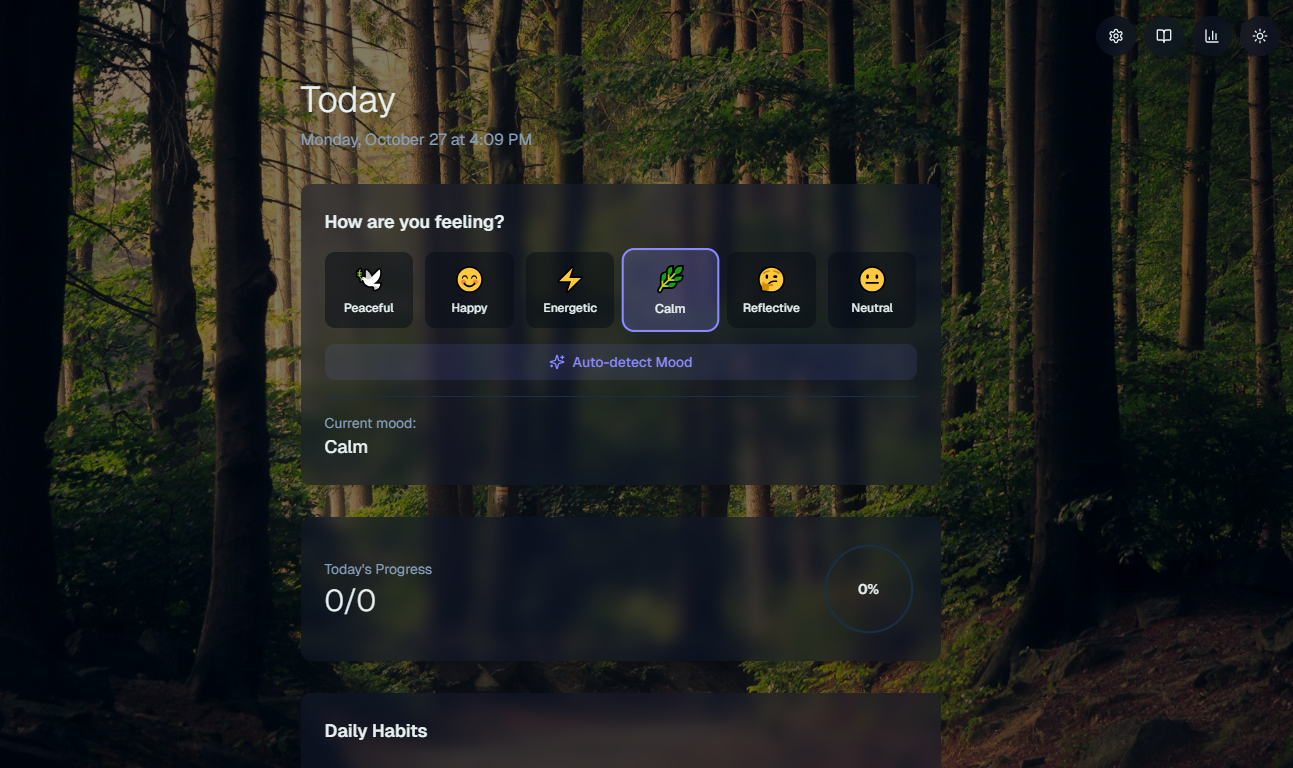 Today
Monday, October 27 at 4:09 PM
How are you feeling?
Peaceful
Happy
Energetic
Calm
Reflective
Neutral
Auto-detect Mood
Current mood:
Calm
Today's Progress
0/0
0%
Daily Habits